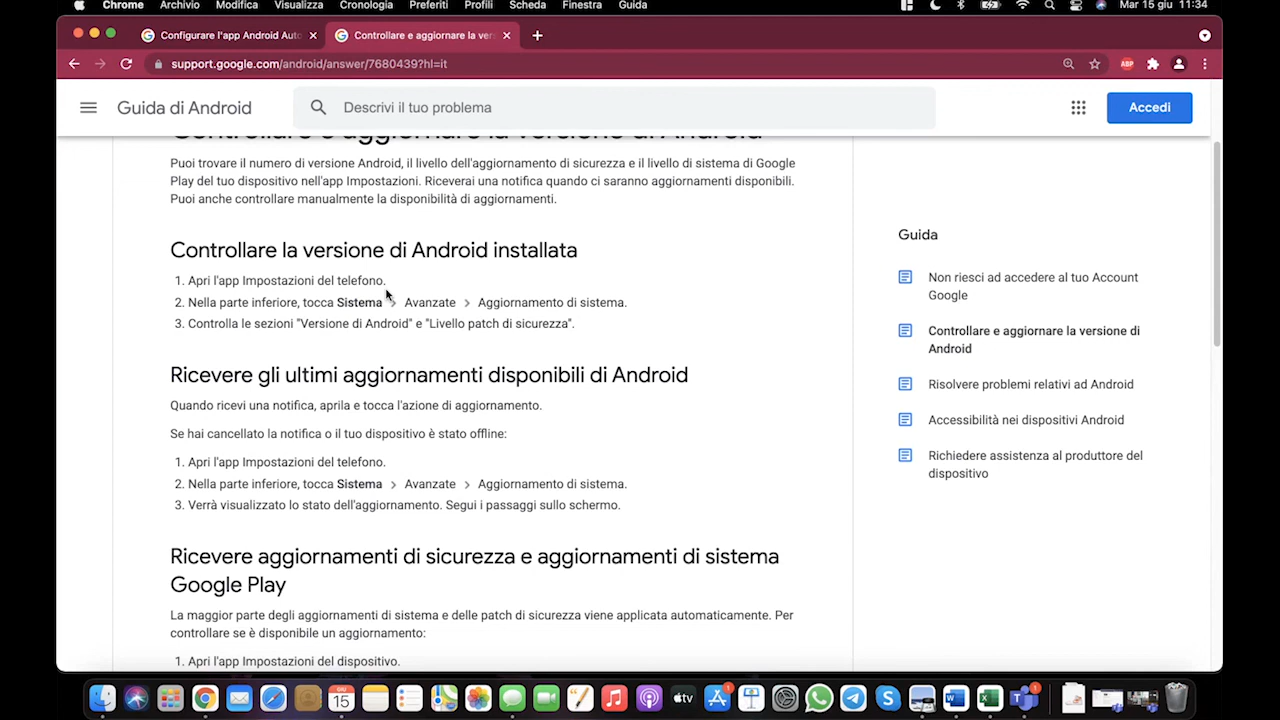 Chrome Archivio Modifica Visualizza Cronologia Preferiti Profili Scheda Finestra Guida Mar 15 giu 11:34
Configurare l'app Android Auto Controllare e aggiornare la ver
support.google.com/android/answer/7680439?hl=it ABP
Guida di Android Descrivi il tuo problema Accedi
Controllare e aggiornare la versione di Android
Puoi trovare il numero di versione Android, il livello dell'aggiornamento di sicurezza e il livello di sistema di Google
Play del tuo dispositivo nell'app Impostazioni. Riceverai una notifica quando ci saranno aggiornamenti disponibili.
Puoi anche controllare manualmente la disponibilità di aggiornamenti.
Controllare la versione di Android installata
1. Apri l'app Impostazioni del telefono.
2. Nella parte inferiore, tocca Sistema > Avanzate > Aggiornamento di sistema.
3. Controlla le sezioni "Versione di Android" e "Livello patch di sicurezza".
Ricevere gli ultimi aggiornamenti disponibili di Android
Quando ricevi una notifica, aprila e tocca l'azione di aggiornamento.
Se hai cancellato la notifica o il tuo dispositivo è stato offline:
1. Apri l'app Impostazioni del telefono.
2. Nella parte inferiore, tocca Sistema > Avanzate > Aggiornamento di sistema.
3. Verrà visualizzato lo stato dell'aggiornamento. Segui i passaggi sullo schermo.
Ricevere aggiornamenti di sicurezza e aggiornamenti di sistema
Google Play
La maggior parte degli aggiornamenti di sistema e delle patch di sicurezza viene applicata automaticamente. Per
controllare se è disponibile un aggiornamento:
1. Apri l'app Impostazioni del dispositivo.
Guida
Non riesci ad accedere al tuo Account
Google
Controllare e aggiornare la versione di
Android
Risolvere problemi relativi ad Android
Accessibilità nei dispositivi Android
Richiedere assistenza al produttore del
dispositivo
GIU
15
tv